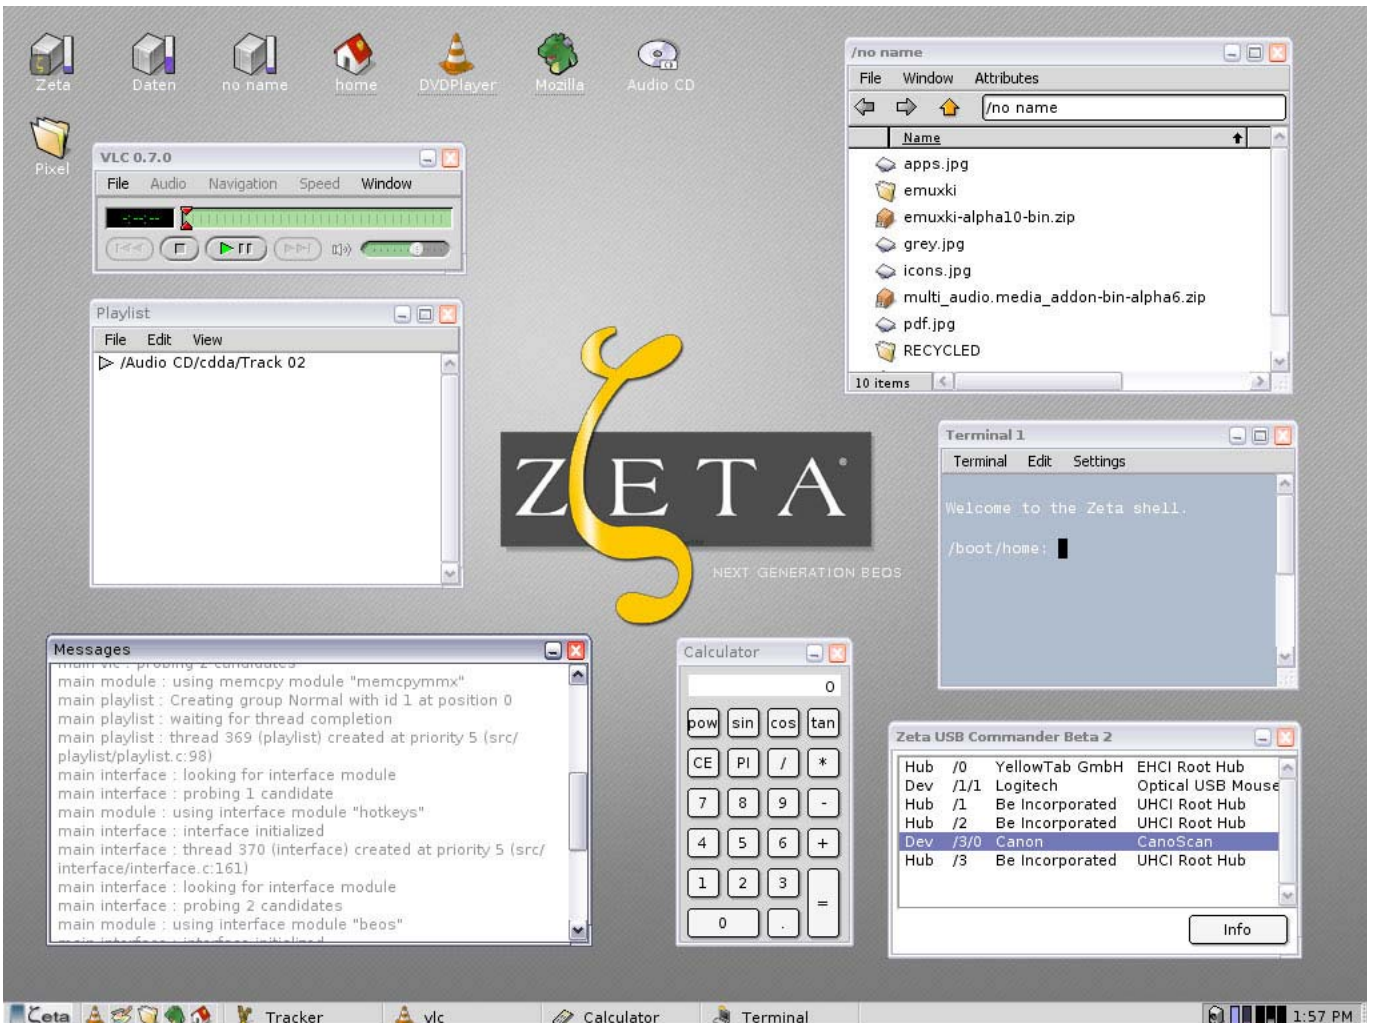 Zeta
Daten
no name
home
DVDPlayer
Mozilla
Audio CD
Pixel
VLC 0.7.0
File Audio Navigation Speed Window
-:--:--
Playlist
File Edit View
/Audio CD/cdda/Track 02
/no name
File Window Attributes
/no name
Name
apps.jpg
emuxki
emuxki-alpha10-bin.zip
grey.jpg
icons.jpg
multi_audio.media_addon-bin-alpha6.zip
pdf.jpg
RECYCLED
10 items
ZETA®
NEXT GENERATION BEOS
Terminal 1
Terminal Edit Settings
Welcome to the Zeta shell.
/boot/home:
Messages
main vlc : probing 2 candidates
main module : using memcpy module "memcpymmx"
main playlist : Creating group Normal with id 1 at position 0
main playlist : waiting for thread completion
main playlist : thread 369 (playlist) created at priority 5 (src/
playlist/playlist.c:98)
main interface : looking for interface module
main interface : probing 1 candidate
main module : using interface module "hotkeys"
main interface : interface initialized
main interface : thread 370 (interface) created at priority 5 (src/
interface/interface.c:161)
main interface : looking for interface module
main interface : probing 2 candidates
main module : using interface module "beos"
main interface : interface initialized
Calculator
0
pow sin cos tan
CE PI / *
7 8 9 -
4 5 6 +
1 2 3 =
0 .
Zeta USB Commander Beta 2
Hub /0 YellowTab GmbH EHCI Root Hub
Dev /1/1 Logitech Optical USB Mouse
Hub /1 Be Incorporated UHCI Root Hub
Hub /2 Be Incorporated UHCI Root Hub
Dev /3/0 Canon CanoScan
Hub /3 Be Incorporated UHCI Root Hub
Info
Zeta Tracker vlc Calculator Terminal 1:57 PM